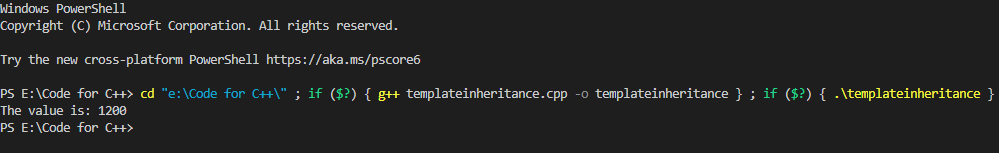 Windows PowerShell
Copyright (C) Microsoft Corporation. All rights reserved.
Try the new cross-platform PowerShell https://aka.ms/pscore6
PS E:\Code for C++> cd "e:\Code for C++\" ; if ($?) { g++ templateinheritance.cpp -o templateinheritance } ; if ($?) { .\templateinheritance }
The value is: 1200
PS E:\Code for C++>